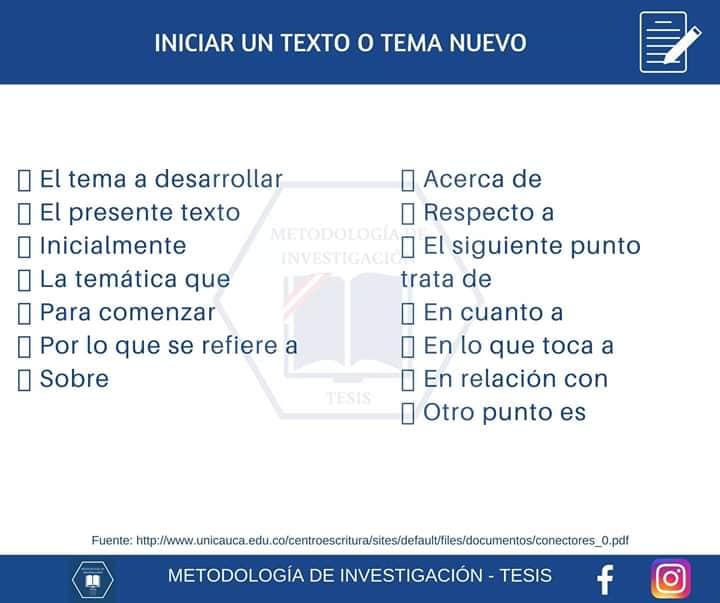 INICIAR UN TEXTO O TEMA NUEVO
El tema a desarrollar
El presente texto
Inicialmente
La temática que
Para comenzar
Por lo que se refiere a
Sobre
Acerca de
Respecto a
El siguiente punto
trata de
En cuanto a
En lo que toca a
En relación con
Otro punto es
METODOLOGÍA DE
INVESTIGACIÓN
TESIS
Fuente: http://www.unicauca.edu.co/centroescritura/sites/default/files/documentos/conectores_0.pdf
METODOLOGÍA DE INVESTIGACIÓN - TESIS